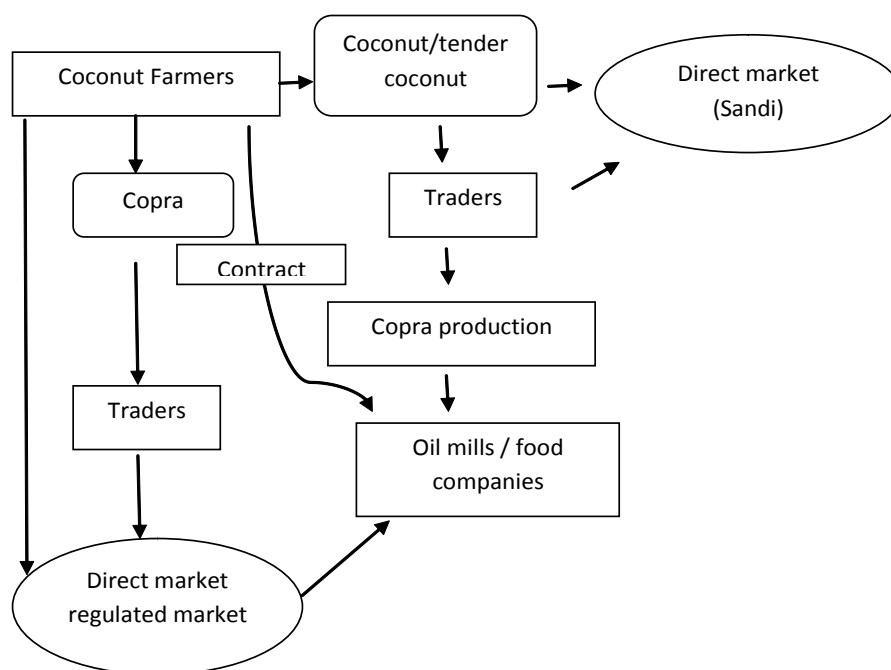 Coconut Farmers
Coconut/tender
coconut
Direct market
(Sandi)
Copra
Traders
Contract
Copra production
Traders
Oil mills / food
companies
Direct market
regulated market